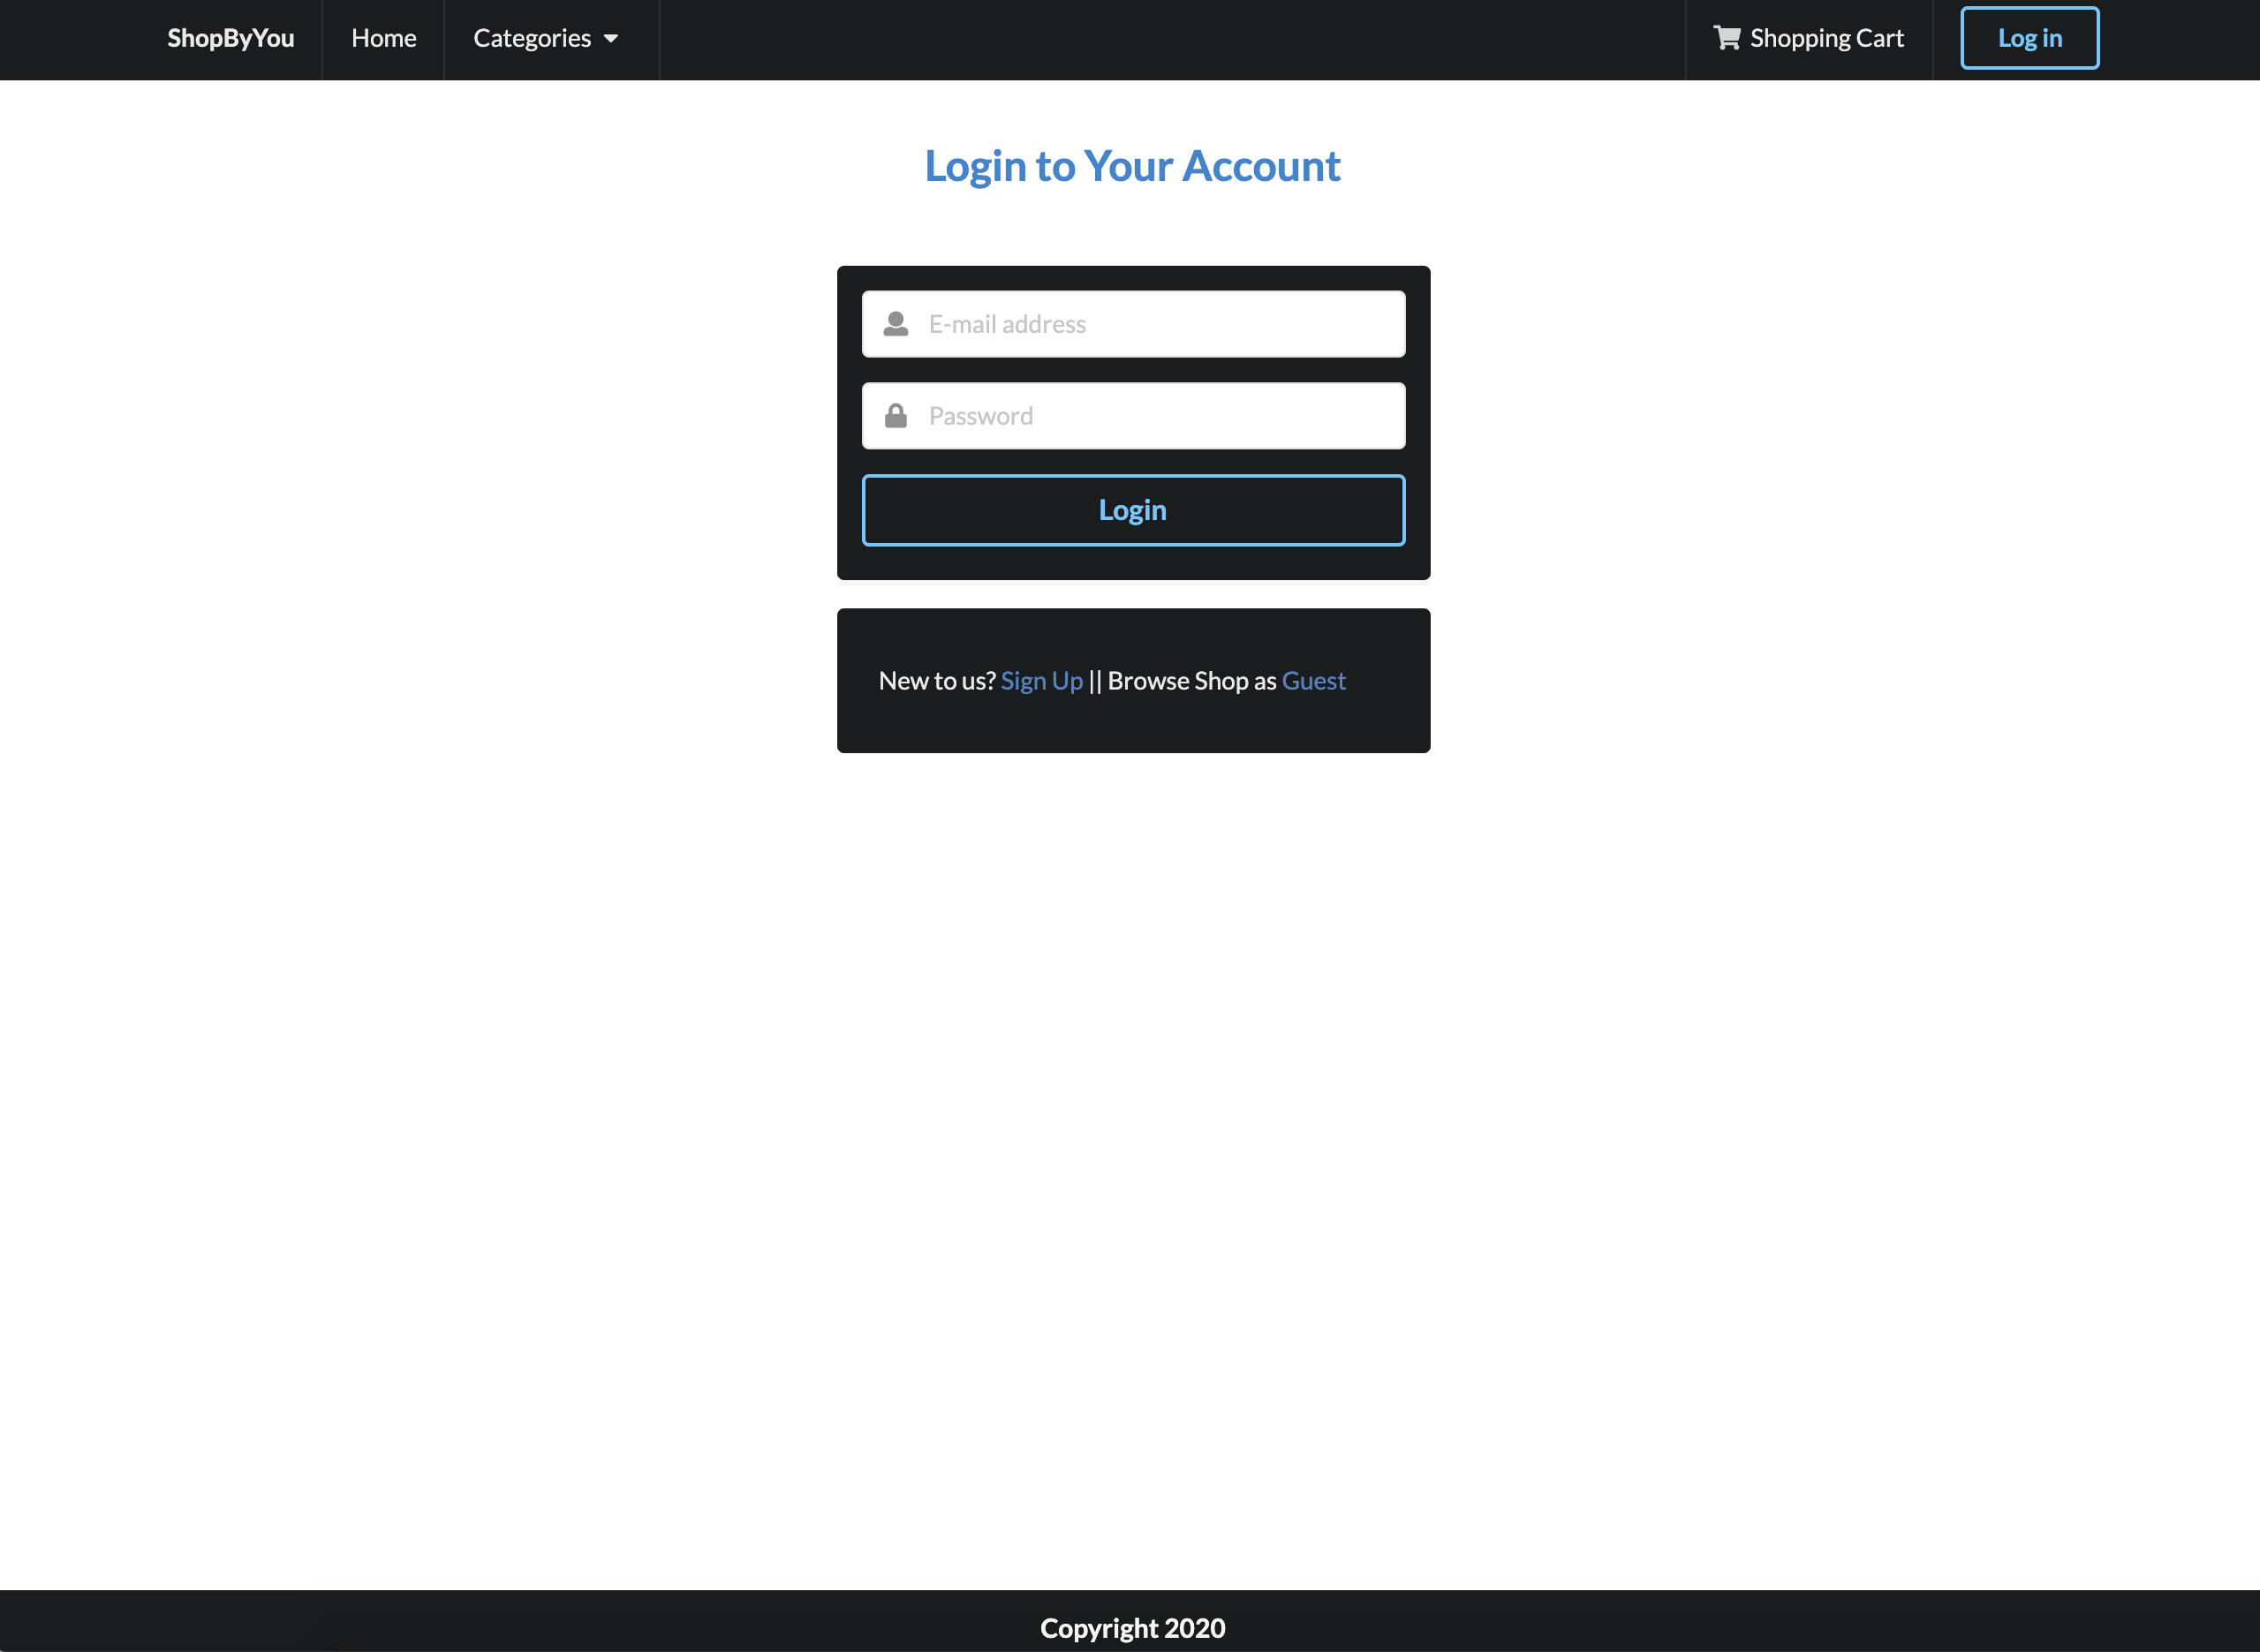 ShopByYou Home Categories Shopping Cart Log in
Login to Your Account
E-mail address
Password
Login
New to us? Sign Up || Browse Shop as Guest
Copyright 2020